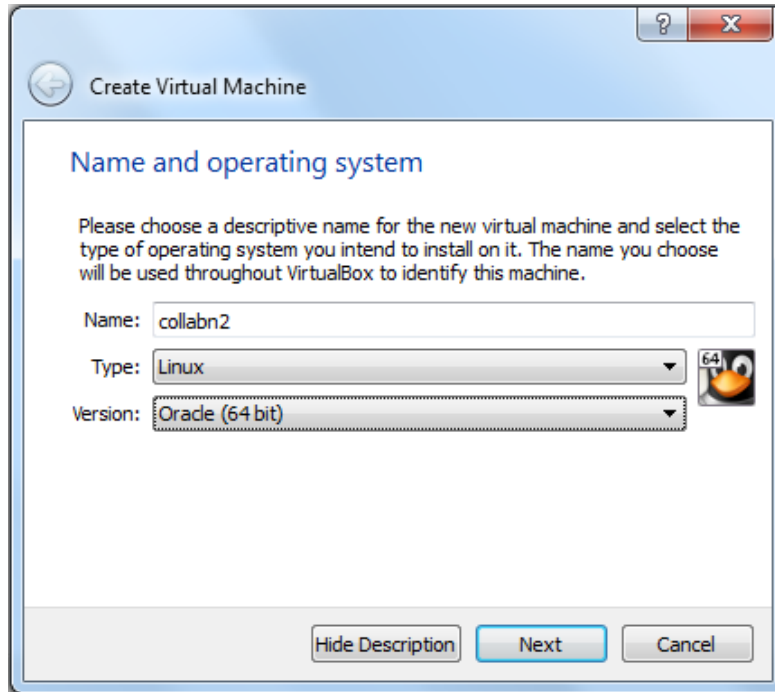 ?
X
Create Virtual Machine
Name and operating system
Please choose a descriptive name for the new virtual machine and select the
type of operating system you intend to install on it. The name you choose
will be used throughout VirtualBox to identify this machine.
Name: collabn2
Type: Linux
64
Version: Oracle (64 bit)
Hide Description Next Cancel